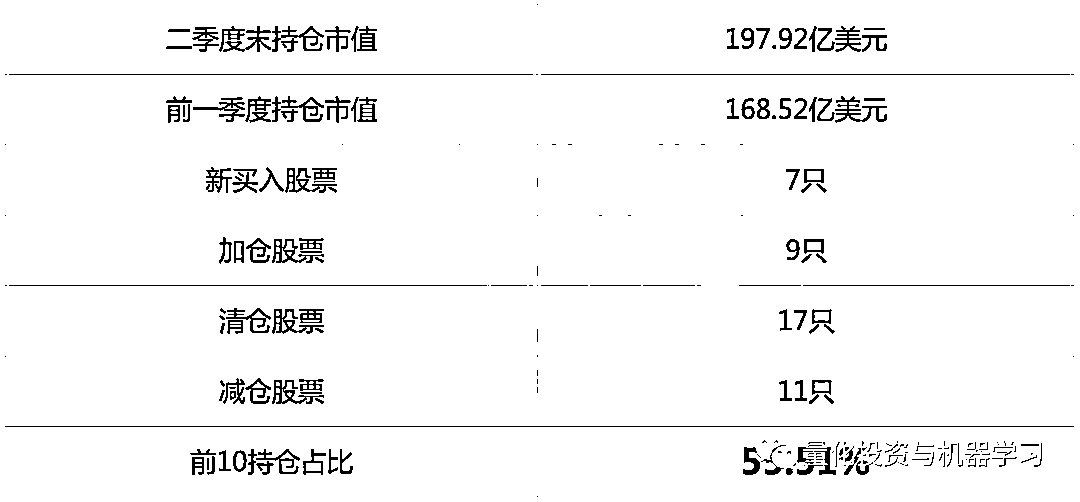 二季度末持仓市值 197.92亿美元
前一季度持仓市值 168.52亿美元
新买入股票 7只
加仓股票 9只
清仓股票 17只
减仓股票 11只
前10持仓占比
量化投资与机器学习